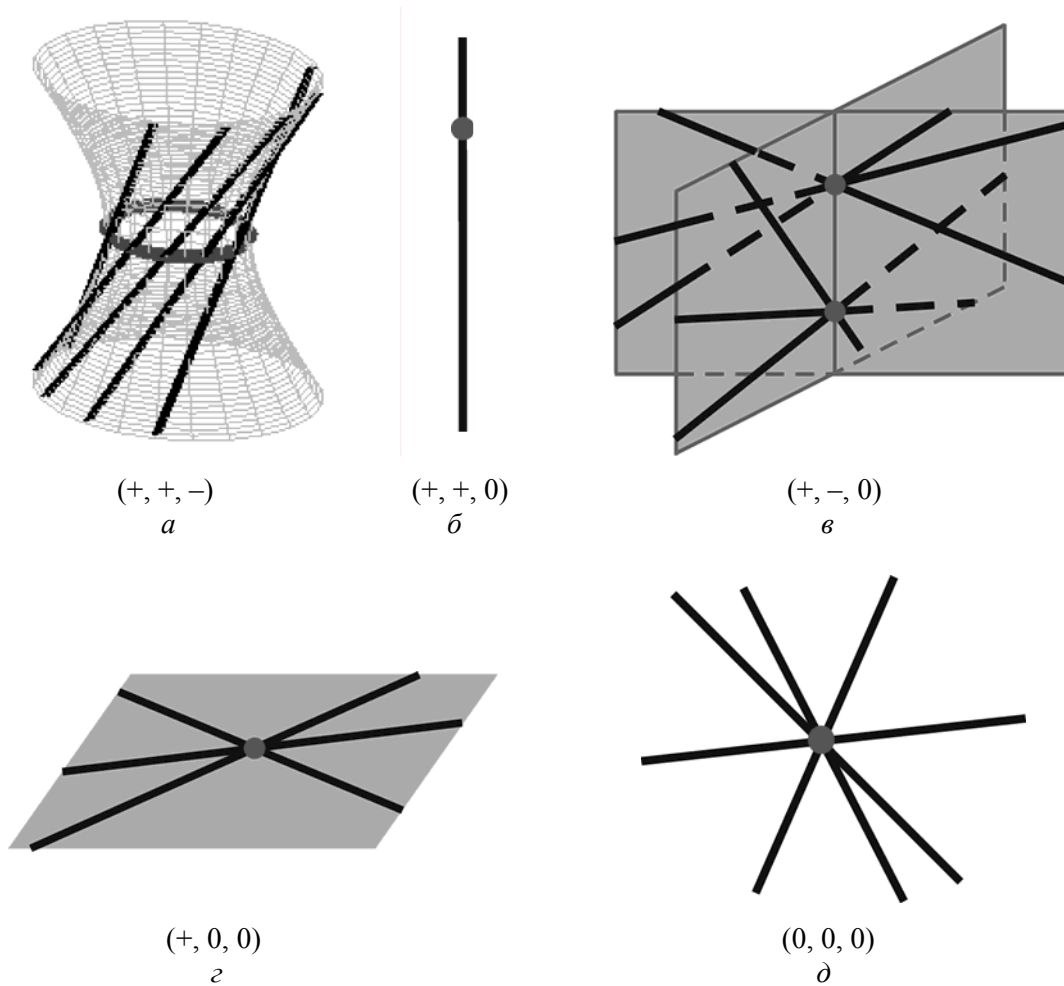 (+, +, –) (+, +, 0) (+, –, 0)
а б в
(+, 0, 0) (0, 0, 0)
г д